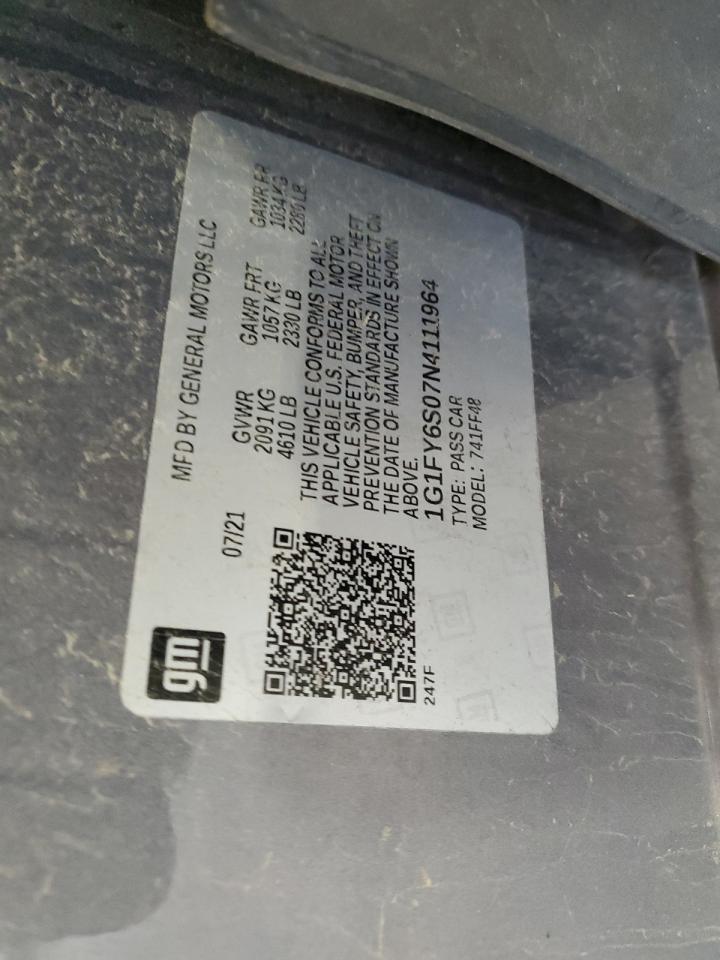 gm
MFD BY GENERAL MOTORS LLC
07/21
GVWR GAWR FRT GAWR RR
2091 KG 1057 KG 1034 KG
4610 LB 2330 LB 2280 LB
THIS VEHICLE CONFORMS TO ALL
APPLICABLE U.S. FEDERAL MOTOR
VEHICLE SAFETY, BUMPER, AND THEFT
PREVENTION STANDARDS IN EFFECT ON
THE DATE OF MANUFACTURE SHOWN
ABOVE.
1G1FY6S07N4111964
TYPE: PASS CAR
MODEL: 741FF48
247F